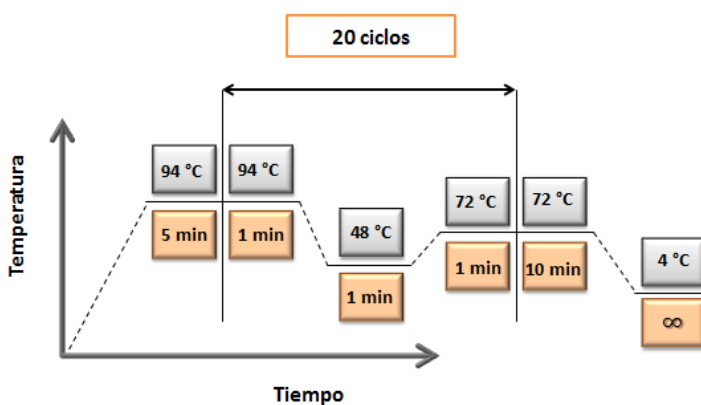 20 ciclos
Temperatura
94 °C
94 °C
5 min
1 min
48 °C
1 min
72 °C
72 °C
1 min
10 min
4 °C
∞
Tiempo